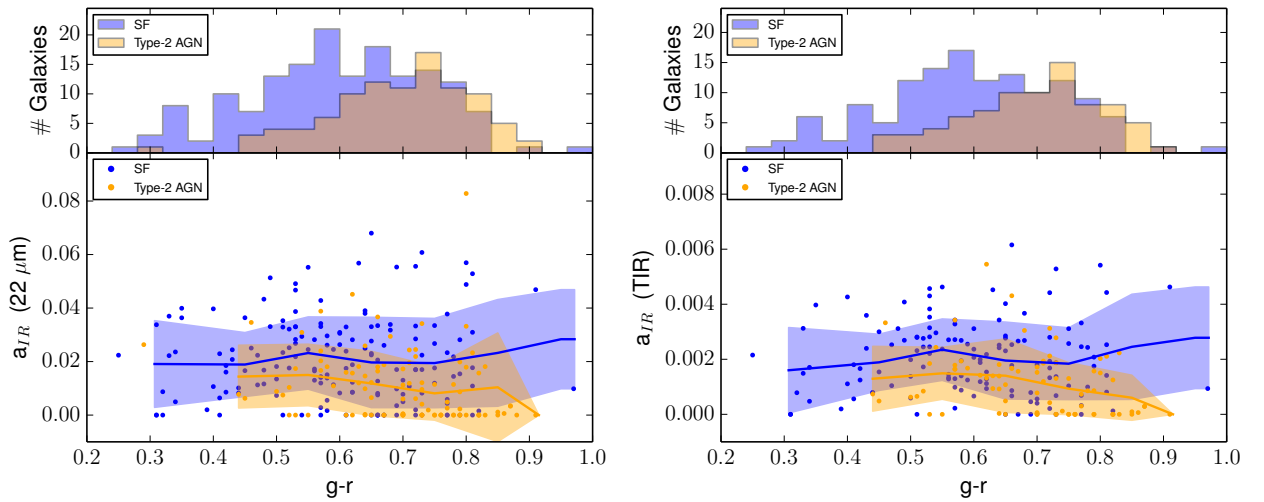 SF
Type-2 AGN
# Galaxies
20
15
10
5
0
SF
Type-2 AGN
a_IR (22 μm)
0.08
0.06
0.04
0.02
0.00
0.2 0.3 0.4 0.5 0.6 0.7 0.8 0.9 1.0
g-r
SF
Type-2 AGN
# Galaxies
20
15
10
5
0
SF
Type-2 AGN
a_IR (TIR)
0.008
0.006
0.004
0.002
0.000
0.2 0.3 0.4 0.5 0.6 0.7 0.8 0.9 1.0
g-r